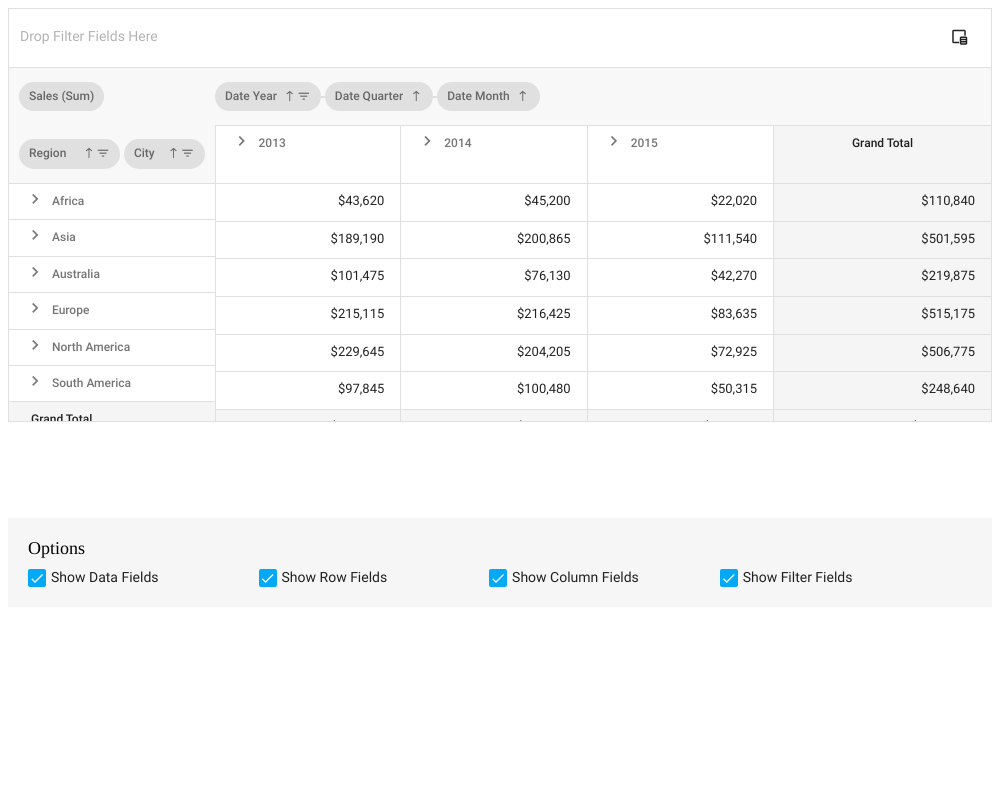 Drop Filter Fields Here
Sales (Sum)
Date Year
Date Quarter
Date Month
Region
City
2013
2014
2015
Grand Total
Africa $43,620 $45,200 $22,020 $110,840
Asia $189,190 $200,865 $111,540 $501,595
Australia $101,475 $76,130 $42,270 $219,875
Europe $215,115 $216,425 $83,635 $515,175
North America $229,645 $204,205 $72,925 $506,775
South America $97,845 $100,480 $50,315 $248,640
Grand Total
Options
Show Data Fields
Show Row Fields
Show Column Fields
Show Filter Fields